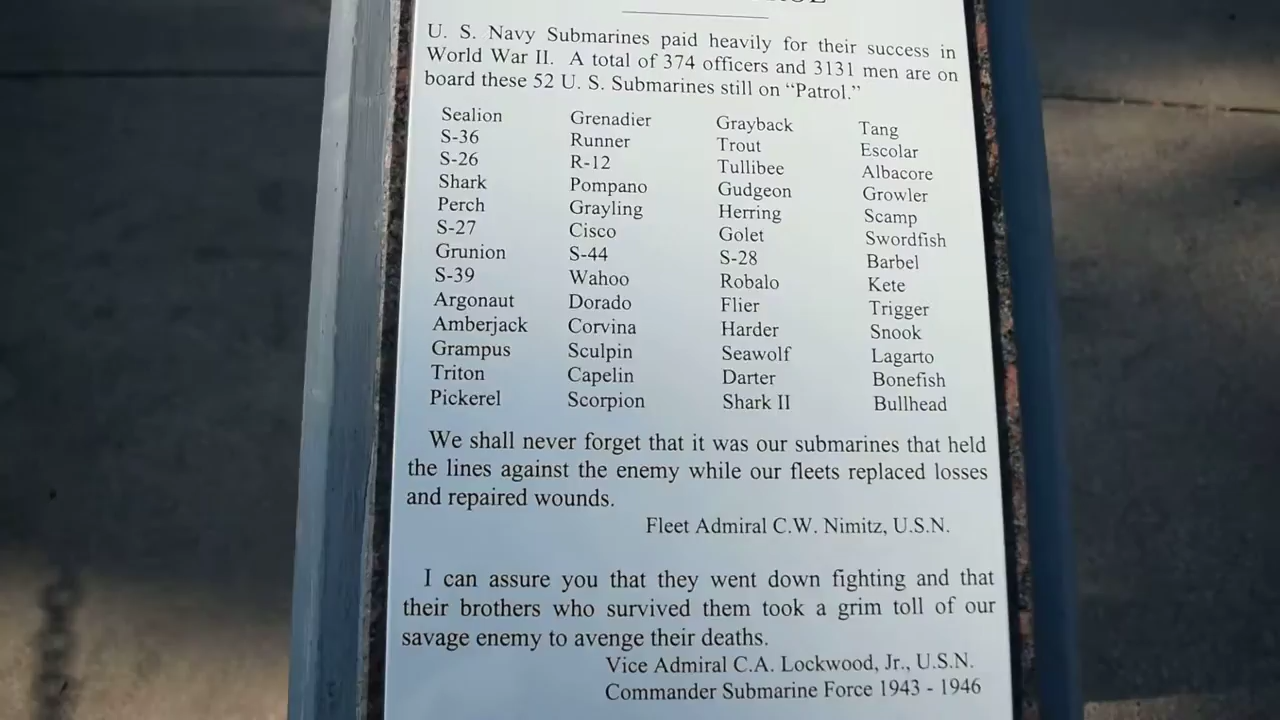 U. S. Navy Submarines paid heavily for their success in
World War II. A total of 374 officers and 3131 men are on
board these 52 U. S. Submarines still on “Patrol.”
Sealion Grenadier Grayback Tang
S-36 Runner Trout Escolar
S-26 R-12 Tullibee Albacore
Shark Pompano Gudgeon Growler
Perch Grayling Herring Scamp
S-27 Cisco Golet Swordfish
Grunion S-44 S-28 Barbel
S-39 Wahoo Robalo Kete
Argonaut Dorado Flier Trigger
Amberjack Corvina Harder Snook
Grampus Sculpin Seawolf Lagarto
Triton Capelin Darter Bonefish
Pickerel Scorpion Shark II Bullhead
We shall never forget that it was our submarines that held
the lines against the enemy while our fleets replaced losses
and repaired wounds.
Fleet Admiral C.W. Nimitz, U.S.N.
I can assure you that they went down fighting and that
their brothers who survived them took a grim toll of our
savage enemy to avenge their deaths.
Vice Admiral C.A. Lockwood, Jr., U.S.N.
Commander Submarine Force 1943 - 1946